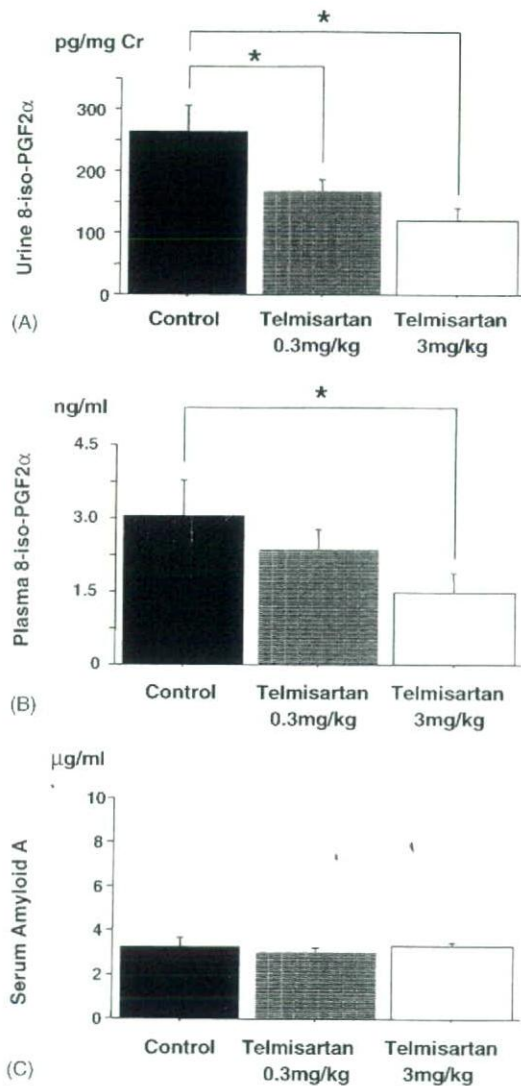 *
pg/mg Cr
*
Urine 8-iso-PGF2α
300
200
100
0
(A)
Control Telmisartan Telmisartan
0.3mg/kg 3mg/kg
ng/ml
*
Plasma 8-iso-PGF2α
4.5
3.0
1.5
0
(B)
Control Telmisartan Telmisartan
0.3mg/kg 3mg/kg
μg/ml
Serum Amyloid A
10
8
6
4
2
0
(C)
Control Telmisartan Telmisartan
0.3mg/kg 3mg/kg